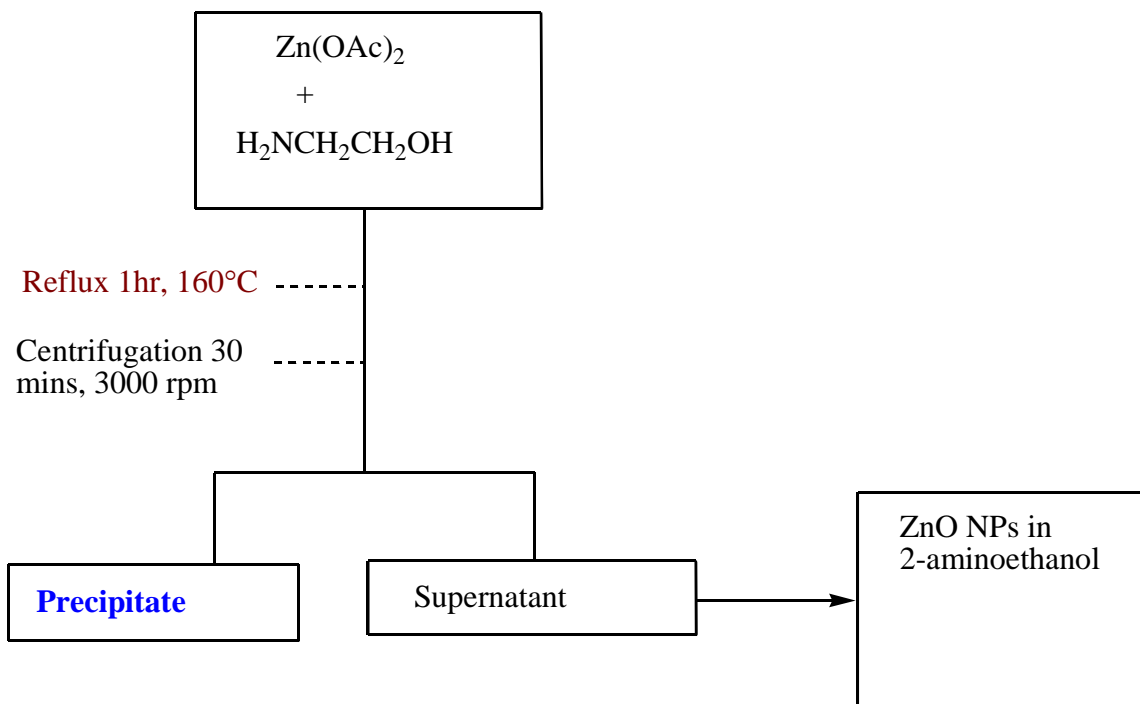 Zn(OAc)2
+
H2NCH2CH2OH
Reflux 1hr, 160°C
Centrifugation 30
mins, 3000 rpm
Precipitate
Supernatant
ZnO NPs in
2-aminoethanol